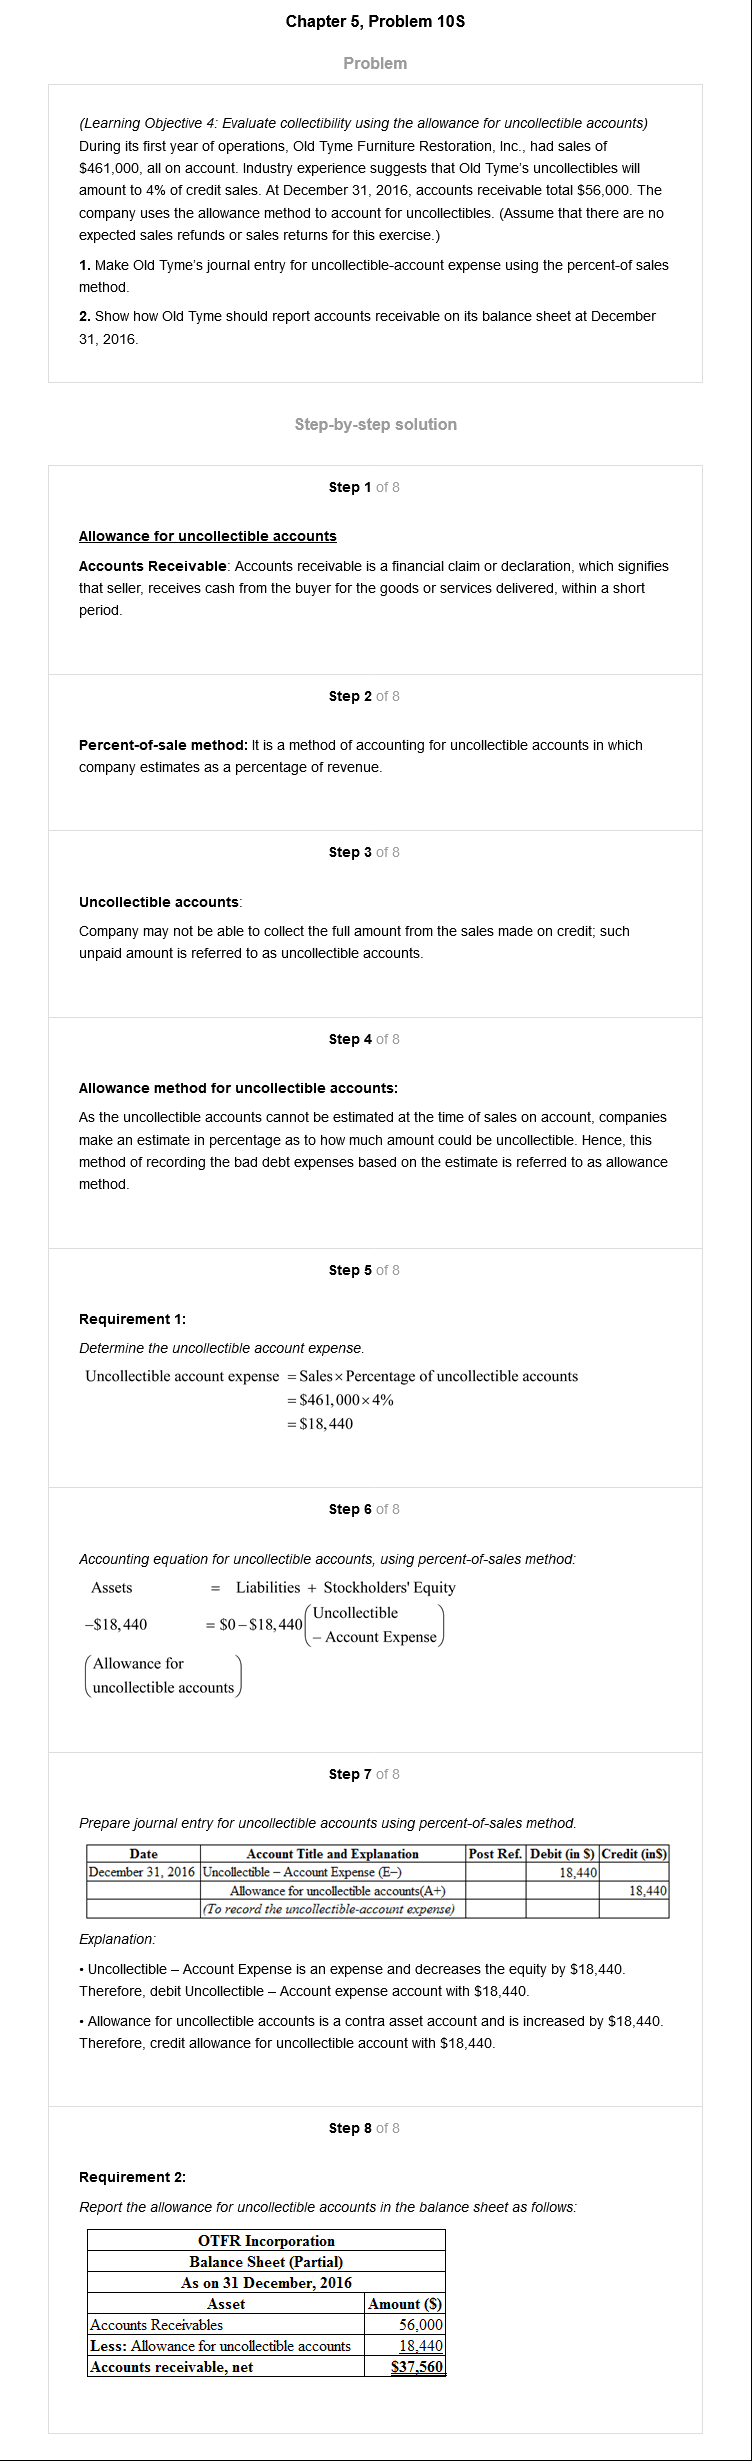 Chapter 5, Problem 10S
Problem
(Learning Objective 4: Evaluate collectibility using the allowance for uncollectible accounts)
During its first year of operations, Old Tyme Furniture Restoration, Inc., had sales of
$461,000, all on account. Industry experience suggests that Old Tyme's uncollectibles will
amount to 4% of credit sales. At December 31, 2016, accounts receivable total $56,000. The
company uses the allowance method to account for uncollectibles. (Assume that there are no
expected sales refunds or sales returns for this exercise.)
1. Make Old Tyme's journal entry for uncollectible-account expense using the percent-of sales
method.
2. Show how Old Tyme should report accounts receivable on its balance sheet at December
31, 2016.
Step-by-step solution
Step 1 of 8
Allowance for uncollectible accounts
Accounts Receivable: Accounts receivable is a financial claim or declaration, which signifies
that seller, receives cash from the buyer for the goods or services delivered, within a short
period.
Step 2 of 8
Percent-of-sale method: It is a method of accounting for uncollectible accounts in which
company estimates as a percentage of revenue.
Step 3 of 8
Uncollectible accounts:
Company may not be able to collect the full amount from the sales made on credit; such
unpaid amount is referred to as uncollectible accounts.
Step 4 of 8
Allowance method for uncollectible accounts:
As the uncollectible accounts cannot be estimated at the time of sales on account, companies
make an estimate in percentage as to how much amount could be uncollectible. Hence, this
method of recording the bad debt expenses based on the estimate is referred to as allowance
method.
Step 5 of 8
Requirement 1:
Determine the uncollectible account expense.
Uncollectible account expense = Sales × Percentage of uncollectible accounts
= $461,000 × 4%
= $18,440
Step 6 of 8
Accounting equation for uncollectible accounts, using percent-of-sales method:
Assets = Liabilities + Stockholders' Equity
−$18,440 = $0 − $18,440 (Uncollectible
− Account Expense)
(Allowance for
uncollectible accounts)
Step 7 of 8
Prepare journal entry for uncollectible accounts using percent-of-sales method.
Date Account Title and Explanation Post Ref. Debit (in $) Credit (in$)
December 31, 2016 Uncollectible – Account Expense (E–) 18,440
Allowance for uncollectible accounts(A+) 18,440
(To record the uncollectible-account expense)
Explanation:
• Uncollectible – Account Expense is an expense and decreases the equity by $18,440.
Therefore, debit Uncollectible – Account expense account with $18,440.
• Allowance for uncollectible accounts is a contra asset account and is increased by $18,440.
Therefore, credit allowance for uncollectible account with $18,440.
Step 8 of 8
Requirement 2:
Report the allowance for uncollectible accounts in the balance sheet as follows:
OTFR Incorporation
Balance Sheet (Partial)
As on 31 December, 2016
Asset Amount ($)
Accounts Receivables 56,000
Less: Allowance for uncollectible accounts 18,440
Accounts receivable, net $37,560